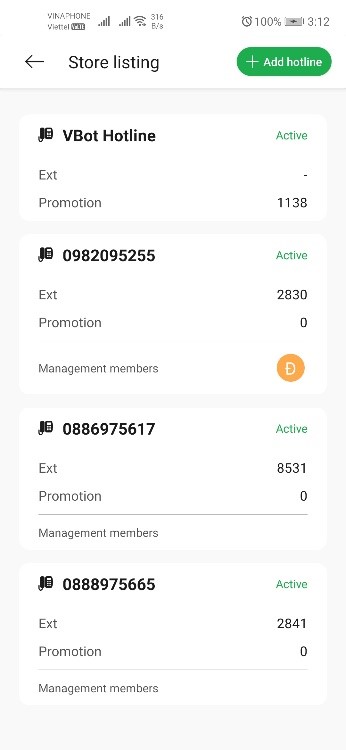 VINAPHONE
Viettel VoLTE
316 B/s
100% 3:12
Store listing
+ Add hotline
VBot Hotline Active
Ext -
Promotion 1138
0982095255 Active
Ext 2830
Promotion 0
Management members Đ
0886975617 Active
Ext 8531
Promotion 0
Management members
0888975665 Active
Ext 2841
Promotion 0
Management members